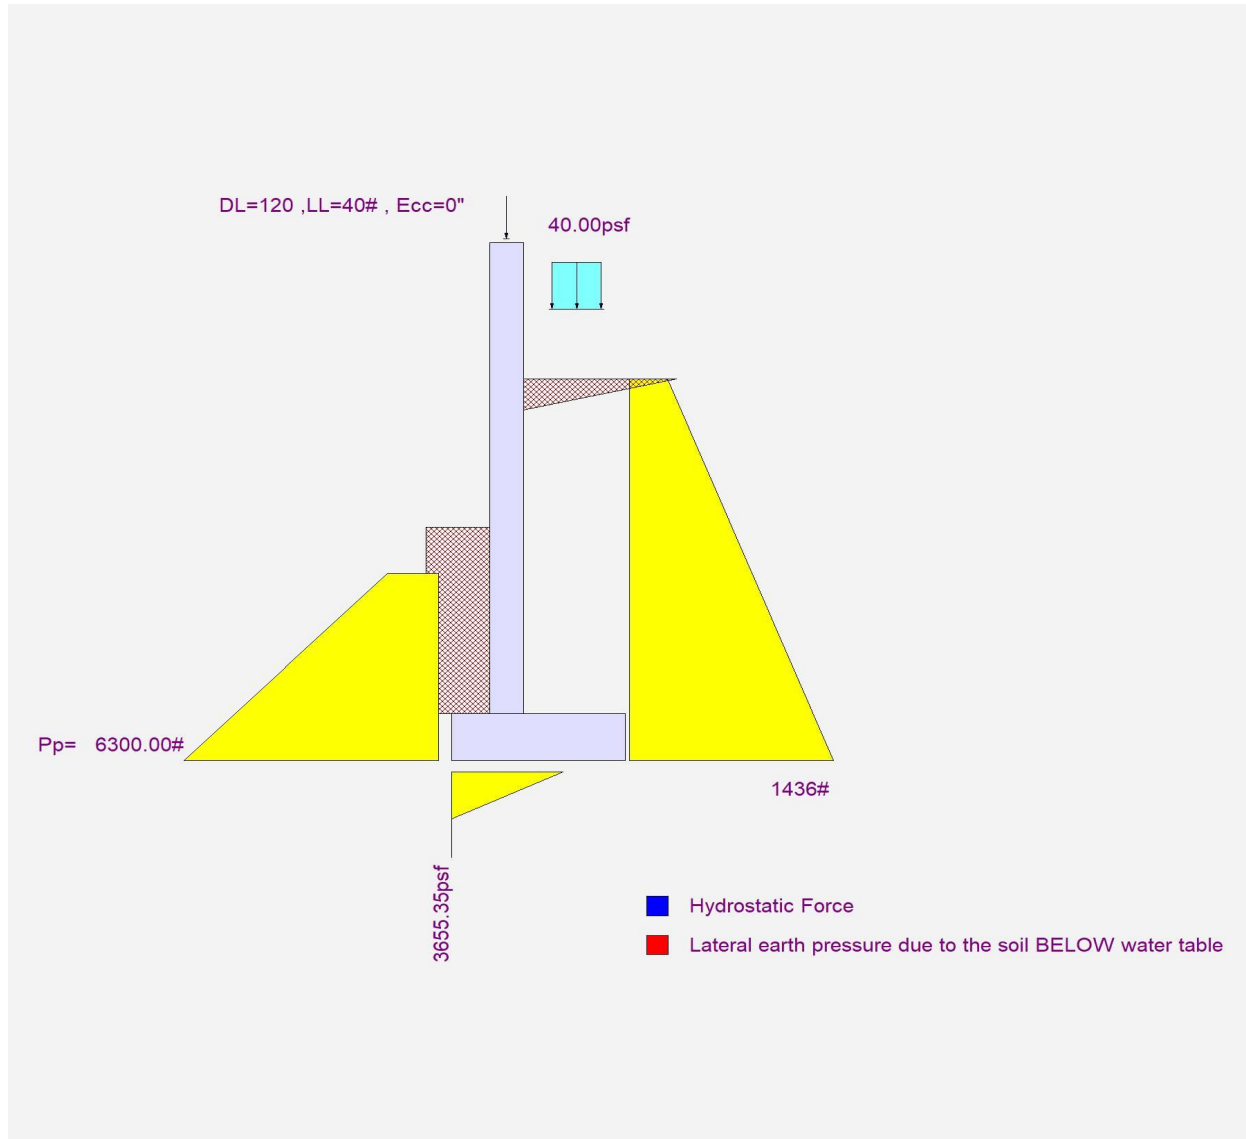 DL=120 ,LL=40# , Ecc=0"
40.00psf
Pp= 6300.00#
1436#
3655.35psf
Hydrostatic Force
Lateral earth pressure due to the soil BELOW water table